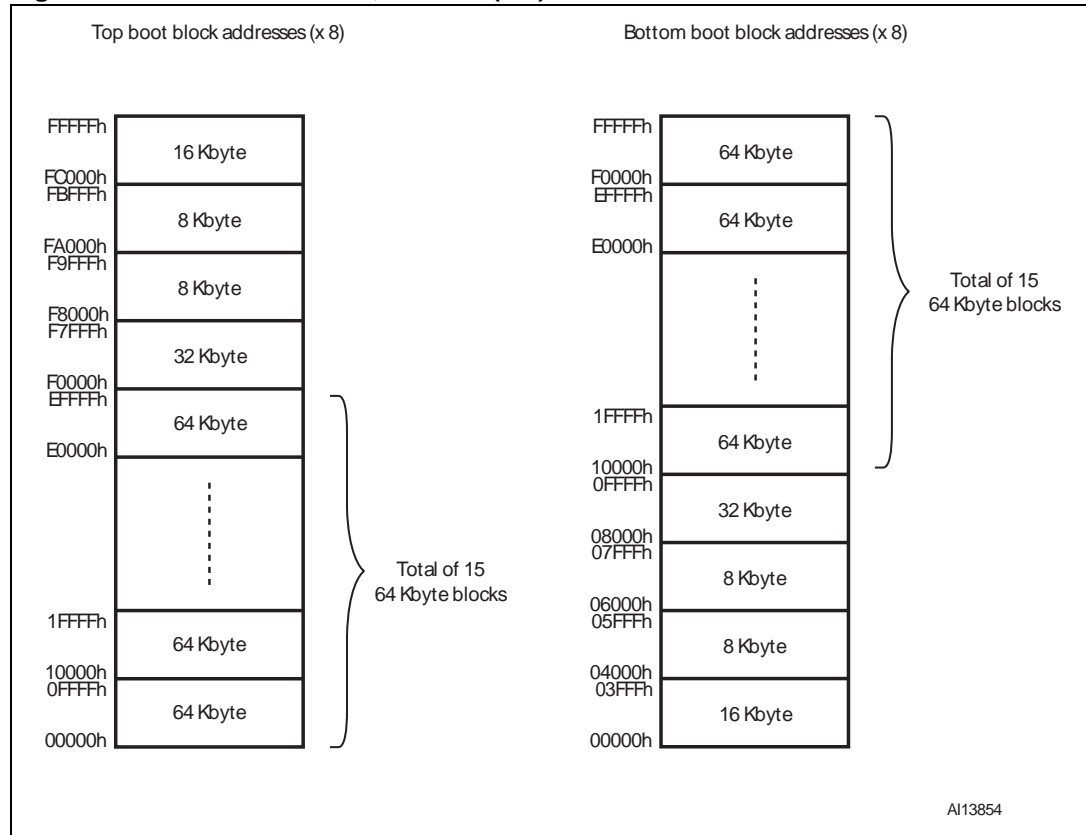 Top boot block addresses (x 8)
FFFFFh
16 Kbyte
FC000h
FBFFFh
8 Kbyte
FA000h
F9FFFh
8 Kbyte
F8000h
F7FFFh
32 Kbyte
F0000h
EFFFFh
64 Kbyte
E0000h
Total of 15
64 Kbyte blocks
1FFFFh
64 Kbyte
10000h
0FFFFh
64 Kbyte
00000h
Bottom boot block addresses (x 8)
FFFFFh
64 Kbyte
F0000h
EFFFFh
64 Kbyte
E0000h
Total of 15
64 Kbyte blocks
1FFFFh
64 Kbyte
10000h
0FFFFh
32 Kbyte
08000h
07FFFh
8 Kbyte
06000h
05FFFh
8 Kbyte
04000h
03FFFh
16 Kbyte
00000h
AI13854